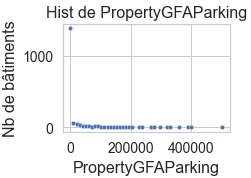 Hist de PropertyGFAParking
Nb de bâtiments
1000
0
0
200000
400000
PropertyGFAParking